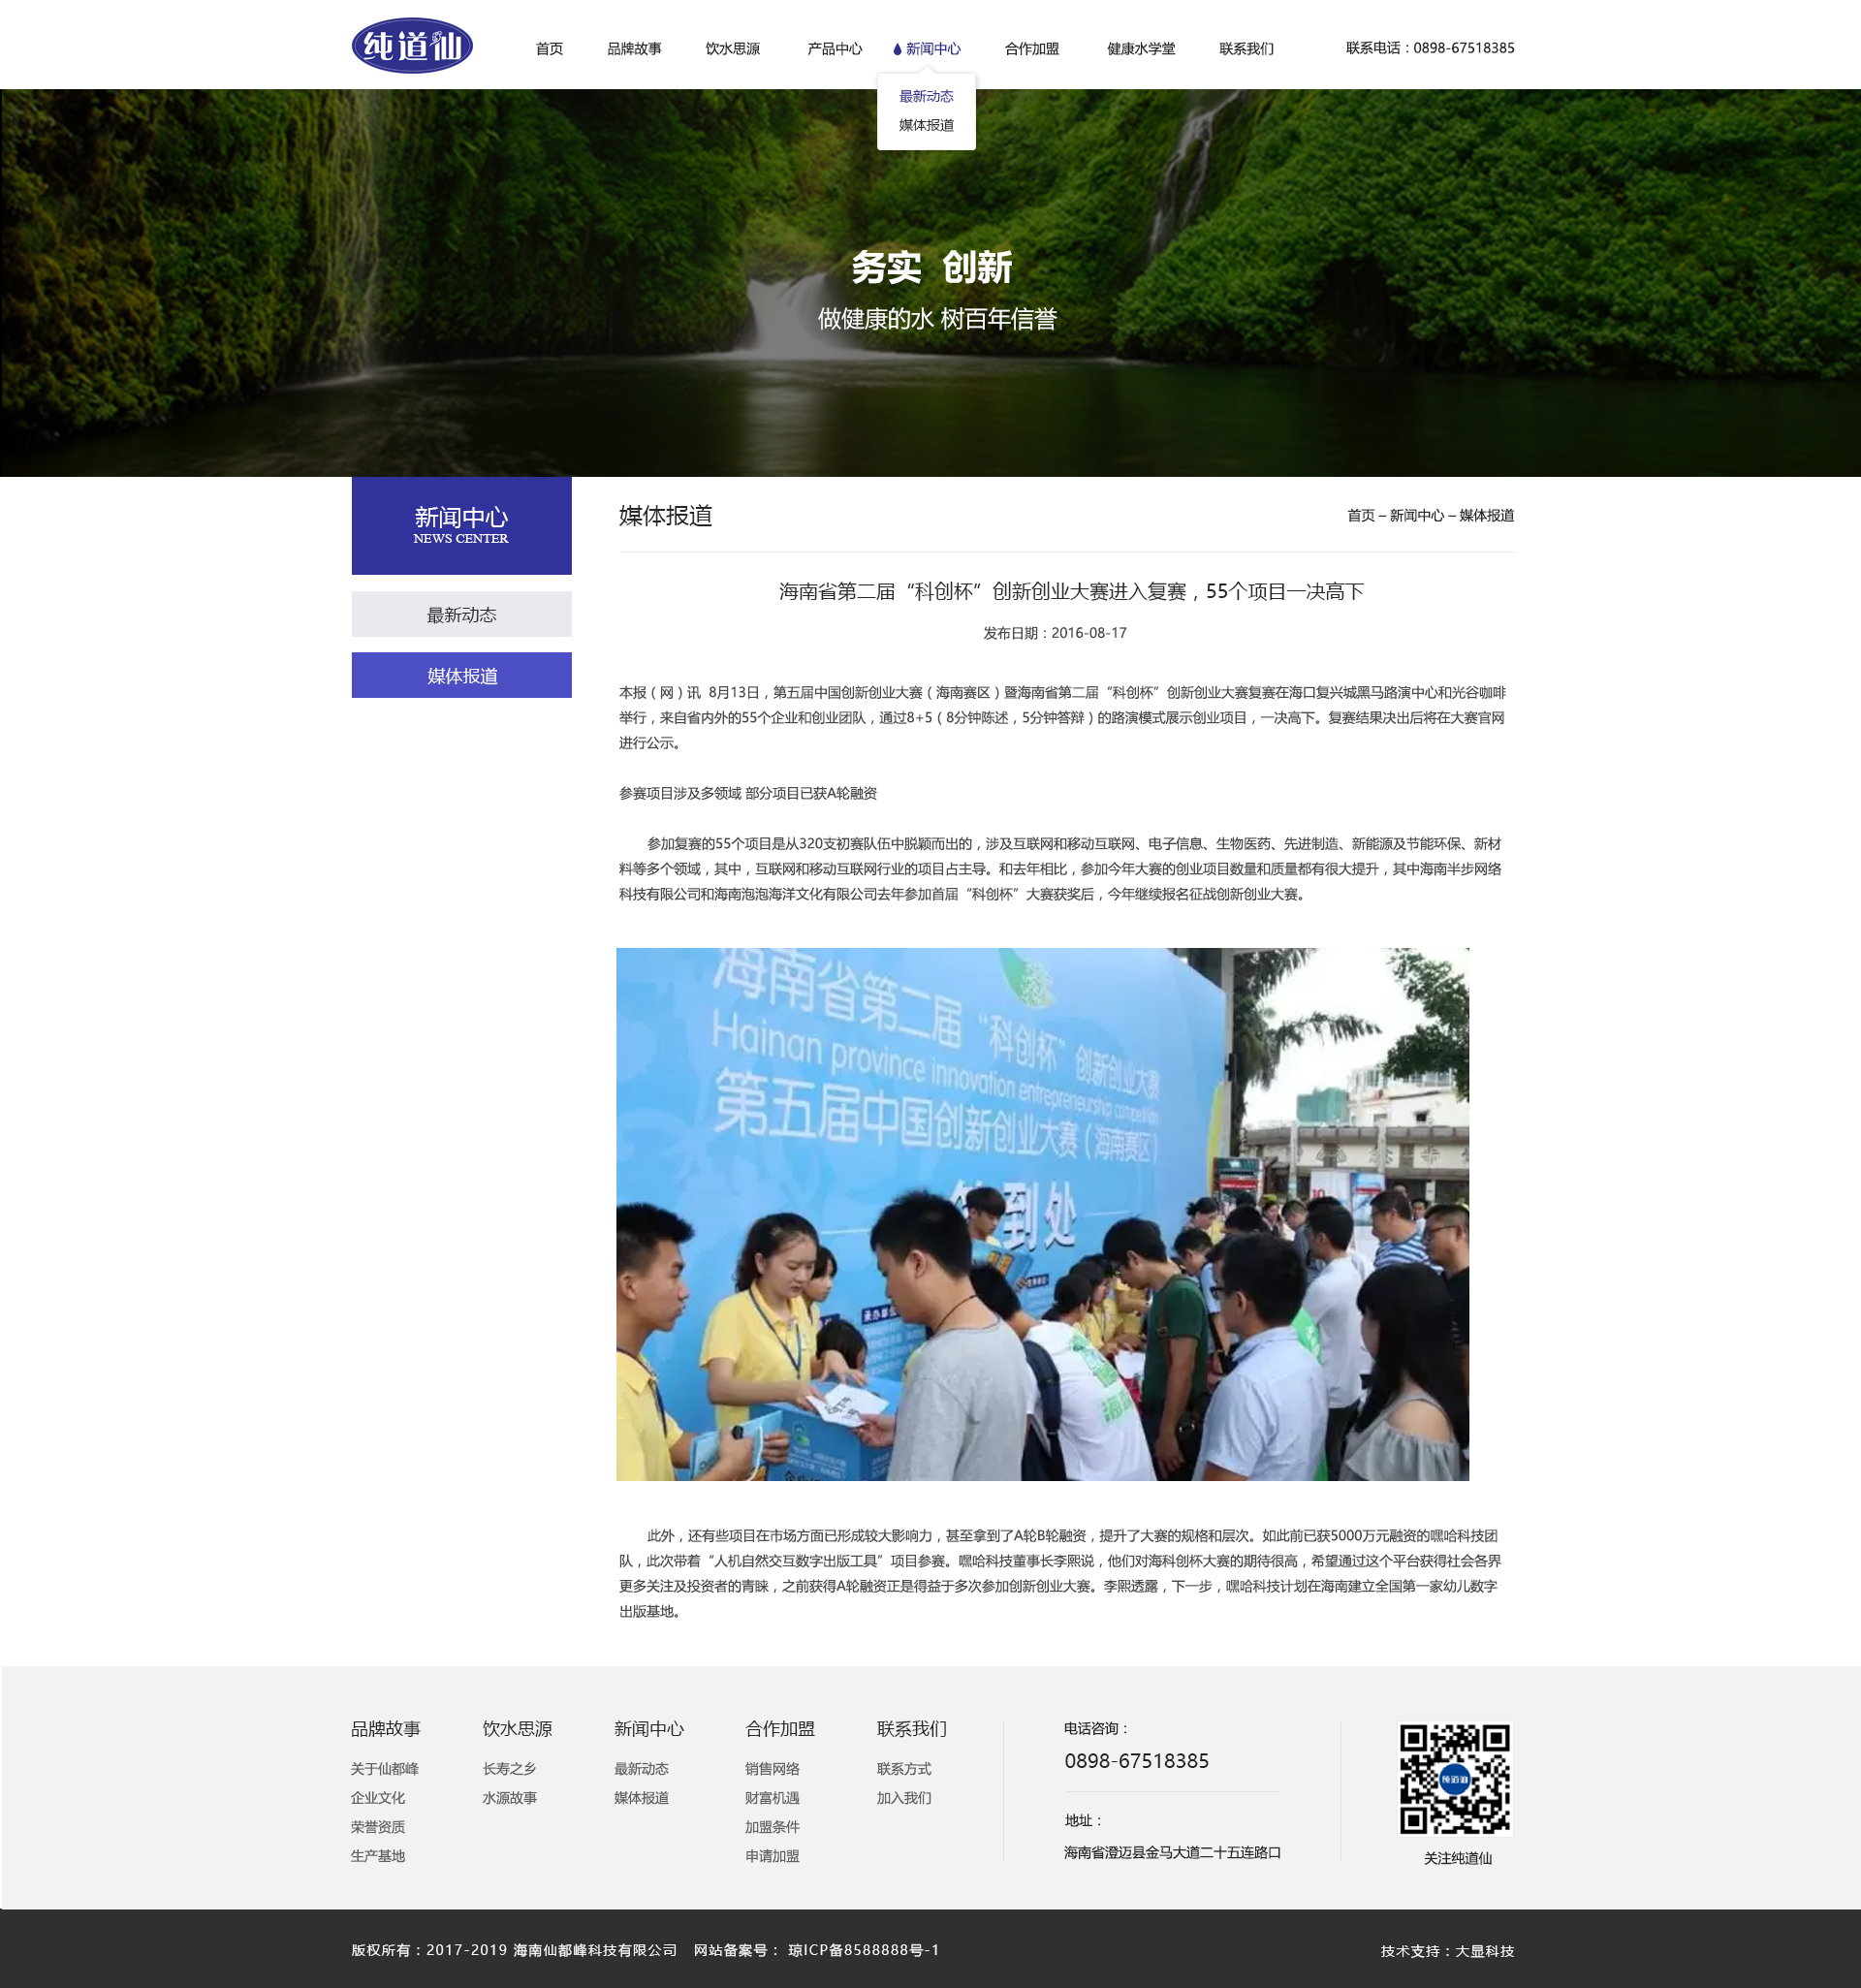 纯道仙
首页 品牌故事 饮水思源 产品中心 新闻中心 合作加盟 健康水学堂 联系我们 联系电话：0898-67518385
最新动态
媒体报道
务实 创新
做健康的水 树百年信誉
新闻中心
NEWS CENTER
最新动态
媒体报道
媒体报道
首页 – 新闻中心 – 媒体报道
海南省第二届“科创杯”创新创业大赛进入复赛，55个项目一决高下
发布日期：2016-08-17
本报（网）讯 8月13日，第五届中国创新创业大赛（海南赛区）暨海南省第二届“科创杯”创新创业大赛复赛在海口复兴城黑马路演中心和光谷咖啡
举行，来自省内外的55个企业和创业团队，通过8+5（8分钟陈述，5分钟答辩）的路演模式展示创业项目，一决高下。复赛结果决出后将在大赛官网
进行公示。
参赛项目涉及多领域 部分项目已获A轮融资
参加复赛的55个项目是从320支初赛队伍中脱颖而出的，涉及互联网和移动互联网、电子信息、生物医药、先进制造、新能源及节能环保、新材
料等多个领域，其中，互联网和移动互联网行业的项目占主导。和去年相比，参加今年大赛的创业项目数量和质量都有很大提升，其中海南半步网络
科技有限公司和海南泡泡海洋文化有限公司去年参加首届“科创杯”大赛获奖后，今年继续报名征战创新创业大赛。
海南省第二届“科创杯”创新创业大赛
Hainan province innovation entrepreneurship competition
第五届中国创新创业大赛（海南赛区）
到处
此外，还有些项目在市场方面已形成较大影响力，甚至拿到了A轮B轮融资，提升了大赛的规格和层次。如此前已获5000万元融资的嘿哈科技团
队，此次带着“人机自然交互数字出版工具”项目参赛。嘿哈科技董事长李熙说，他们对海科创杯大赛的期待很高，希望通过这个平台获得社会各界
更多关注及投资者的青睐，之前获得A轮融资正是得益于多次参加创新创业大赛。李熙透露，下一步，嘿哈科技计划在海南建立全国第一家幼儿数字
出版基地。
品牌故事 饮水思源 新闻中心 合作加盟 联系我们
关于仙都峰 长寿之乡 最新动态 销售网络 联系方式
企业文化 水源故事 媒体报道 财富机遇 加入我们
荣誉资质 加盟条件
生产基地 申请加盟
电话咨询：
0898-67518385
地址：
海南省澄迈县金马大道二十五连路口
纯道仙
关注纯道仙
版权所有：2017-2019 海南仙都峰科技有限公司 网站备案号： 琼ICP备8588888号-1
技术支持：大显科技